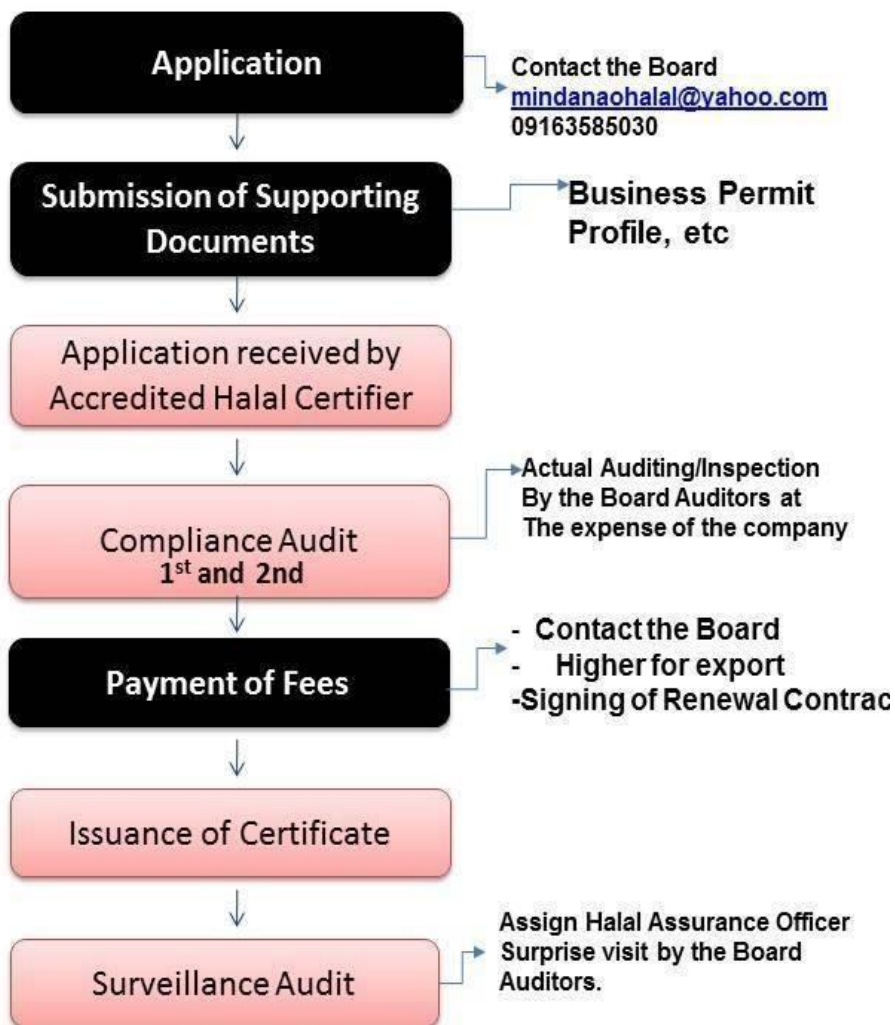 Application
Contact the Board
mindanaohalal@yahoo.com
09163585030
Submission of Supporting
Documents
Business Permit
Profile, etc
Application received by
Accredited Halal Certifier
Compliance Audit
1st and 2nd
Actual Auditing/Inspection
By the Board Auditors at
The expense of the company
Payment of Fees
- Contact the Board
- Higher for export
-Signing of Renewal Contrac
Issuance of Certificate
Surveillance Audit
Assign Halal Assurance Officer
Surprise visit by the Board
Auditors.